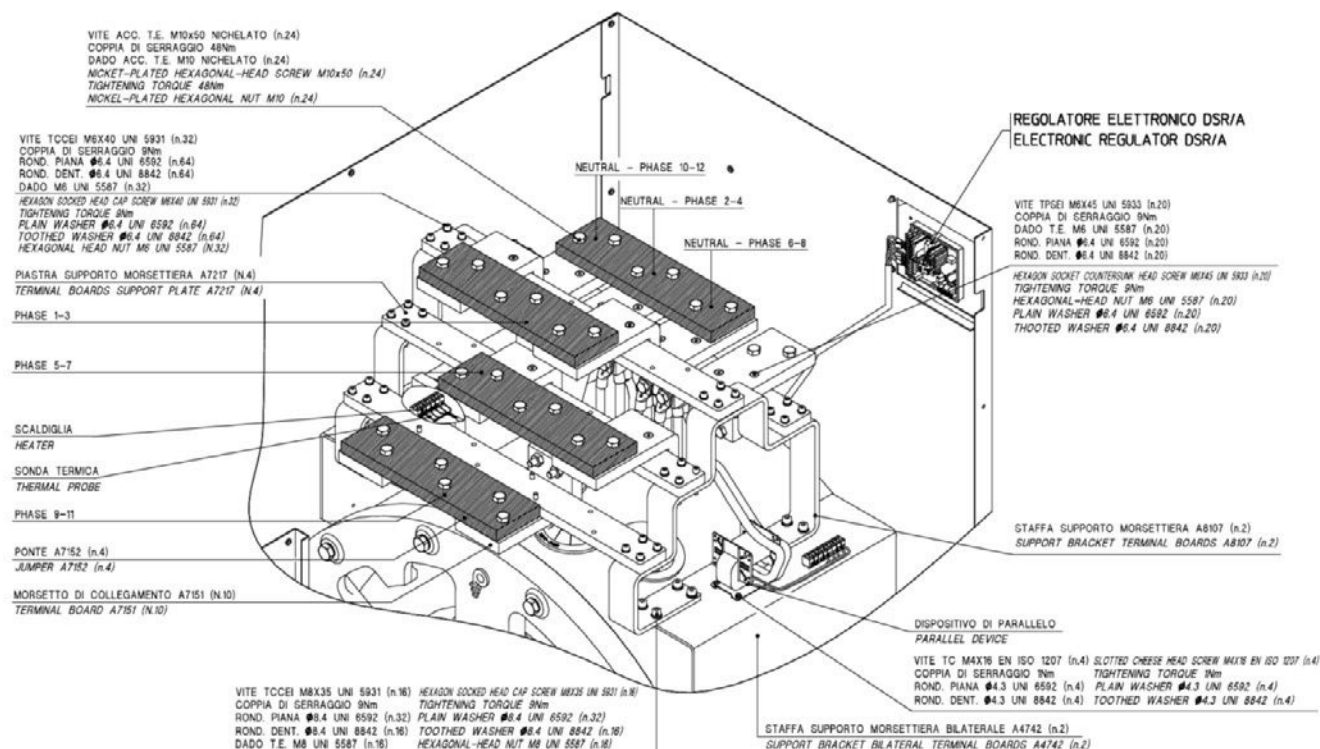 VITE ACC. T.E. M10x50 NICHELATO (n.24)
COPPIA DI SERRAGGIO 48Nm
DADO ACC. T.E. M10 NICHELATO (n.24)
NICKET-PLATED HEXAGONAL-HEAD SCREW M10x50 (n.24)
TIGHTENING TORQUE 48Nm
NICKEL-PLATED HEXAGONAL NUT M10 (n.24)
REGOLATORE ELETTRONICO DSR/A
ELECTRONIC REGULATOR DSR/A
VITE TCCEI M6X40 UNI 5931 (n.32)
COPPIA DI SERRAGGIO 9Nm
ROND. PIANA Ø6.4 UNI 6592 (n.64)
ROND. DENT. Ø6.4 UNI 8842 (n.64)
DADO M6 UNI 5587 (n.32)
HEXAGON SOCKED HEAD CAP SCREW M6X40 UNI 5931 (n.32)
TIGHTENING TORQUE 9Nm
PLAIN WASHER Ø6.4 UNI 6592 (n.64)
TOOTHED WASHER Ø6.4 UNI 8842 (n.64)
HEXAGONAL HEAD NUT M6 UNI 5587 (N.32)
NEUTRAL - PHASE 10-12
NEUTRAL - PHASE 2-4
NEUTRAL - PHASE 6-8
VITE TPSEI M6X45 UNI 5933 (n.20)
COPPIA DI SERRAGGIO 9Nm
DADO T.E. M6 UNI 5587 (n.20)
ROND. PIANA Ø6.4 UNI 6592 (n.20)
ROND. DENT. Ø6.4 UNI 8842 (n.20)
HEXAGON SOCKET COUNTERSUNK HEAD SCREW M6X45 UNI 5933 (n.20)
TIGHTENING TORQUE 9Nm
HEXAGONAL-HEAD NUT M6 UNI 5587 (n.20)
PLAIN WASHER Ø6.4 UNI 6592 (n.20)
THOOTED WASHER Ø6.4 UNI 8842 (n.20)
PIASTRA SUPPORTO MORSETTIERA A7217 (N.4)
TERMINAL BOARDS SUPPORT PLATE A7217 (N.4)
PHASE 1-3
PHASE 5-7
SCALDIGLIA
HEATER
SONDA TERMICA
THERMAL PROBE
PHASE 9-11
PONTE A7152 (n.4)
JUMPER A7152 (n.4)
MORSETTO DI COLLEGAMENTO A7151 (N.10)
TERMINAL BOARD A7151 (N.10)
STAFFA SUPPORTO MORSETTIERA A8107 (n.2)
SUPPORT BRACKET TERMINAL BOARDS A8107 (n.2)
DISPOSITIVO DI PARALLELO
PARALLEL DEVICE
VITE TC M4X16 EN ISO 1207 (n.4) SLOTTED CHEESE HEAD SCREW M4X16 EN ISO 1207 (n.4)
COPPIA DI SERRAGGIO 1Nm TIGHTENING TORQUE 1Nm
ROND. PIANA Ø4.3 UNI 6592 (n.4) PLAIN WASHER Ø4.3 UNI 6592 (n.4)
ROND. DENT. Ø4.3 UNI 8842 (n.4) TOOTHED WASHER Ø4.3 UNI 8842 (n.4)
VITE TCCEI M8X35 UNI 5931 (n.16) HEXAGON SOCKED HEAD CAP SCREW M8X35 UNI 5931 (n.16)
COPPIA DI SERRAGGIO 9Nm TIGHTENING TORQUE 9Nm
ROND. PIANA Ø8.4 UNI 6592 (n.32) PLAIN WASHER Ø8.4 UNI 6592 (n.32)
ROND. DENT. Ø8.4 UNI 8842 (n.16) TOOTHED WASHER Ø8.4 UNI 8842 (n.16)
DADO T.E. M8 UNI 5587 (n.16) HEXAGONAL-HEAD NUT M8 UNI 5587 (n.16)
STAFFA SUPPORTO MORSETTIERA BILATERALE A4742 (n.2)
SUPPORT BRACKET BILATERAL TERMINAL BOARDS A4742 (n.2)